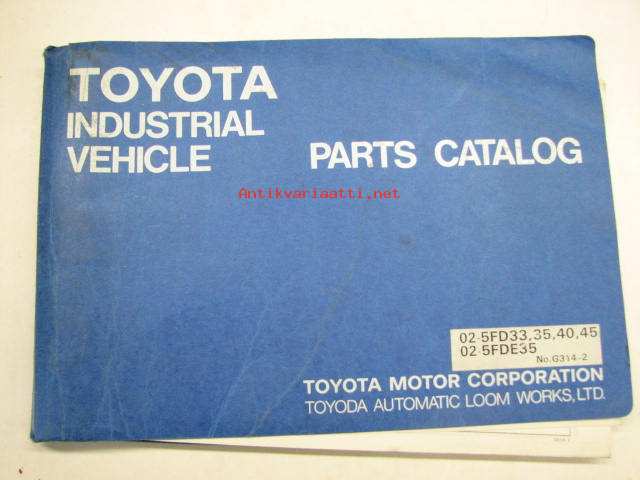 TOYOTA
INDUSTRIAL
VEHICLE
PARTS CATALOG
Antikvariaatti.net
02-5FD33,35,40,45
02-5FDE35
No.G314-2
TOYOTA MOTOR CORPORATION
TOYODA AUTOMATIC LOOM WORKS,LTD.